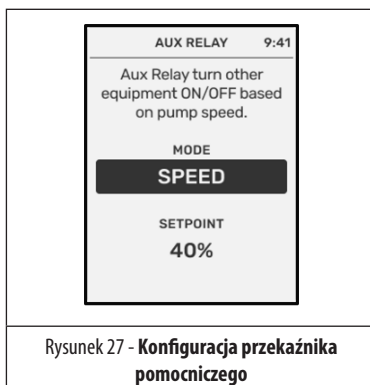 AUX RELAY 9:41
Aux Relay turn other
equipment ON/OFF based
on pump speed.
MODE
SPEED
SETPOINT
40%
Rysunek 27 - Konfiguracja przekaźnika
pomocniczego